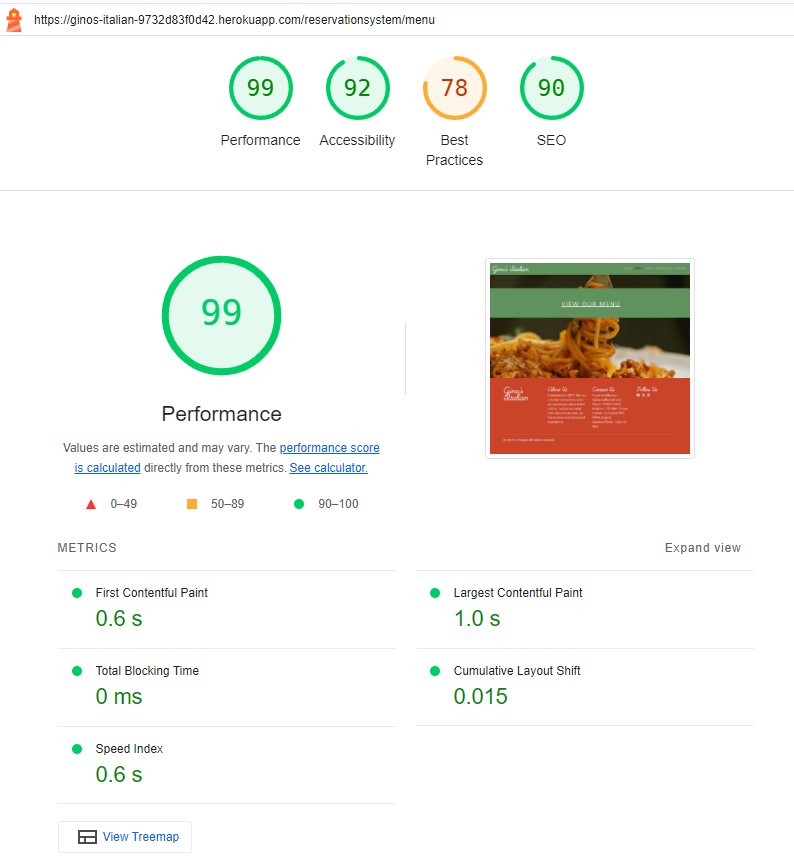 https://ginos-italian-9732d83f0d42.herokuapp.com/reservationsystem/menu
99
92
78
90
Performance
Accessibility
Best
Practices
SEO
99
Performance
Values are estimated and may vary. The performance score
is calculated directly from these metrics. See calculator.
0–49
50–89
90–100
Gino's Italian
VIEW OUR MENU
Gino's
Italian
About Us
Contact Us
Follow Us
METRICS
Expand view
First Contentful Paint
0.6 s
Largest Contentful Paint
1.0 s
Total Blocking Time
0 ms
Cumulative Layout Shift
0.015
Speed Index
0.6 s
View Treemap